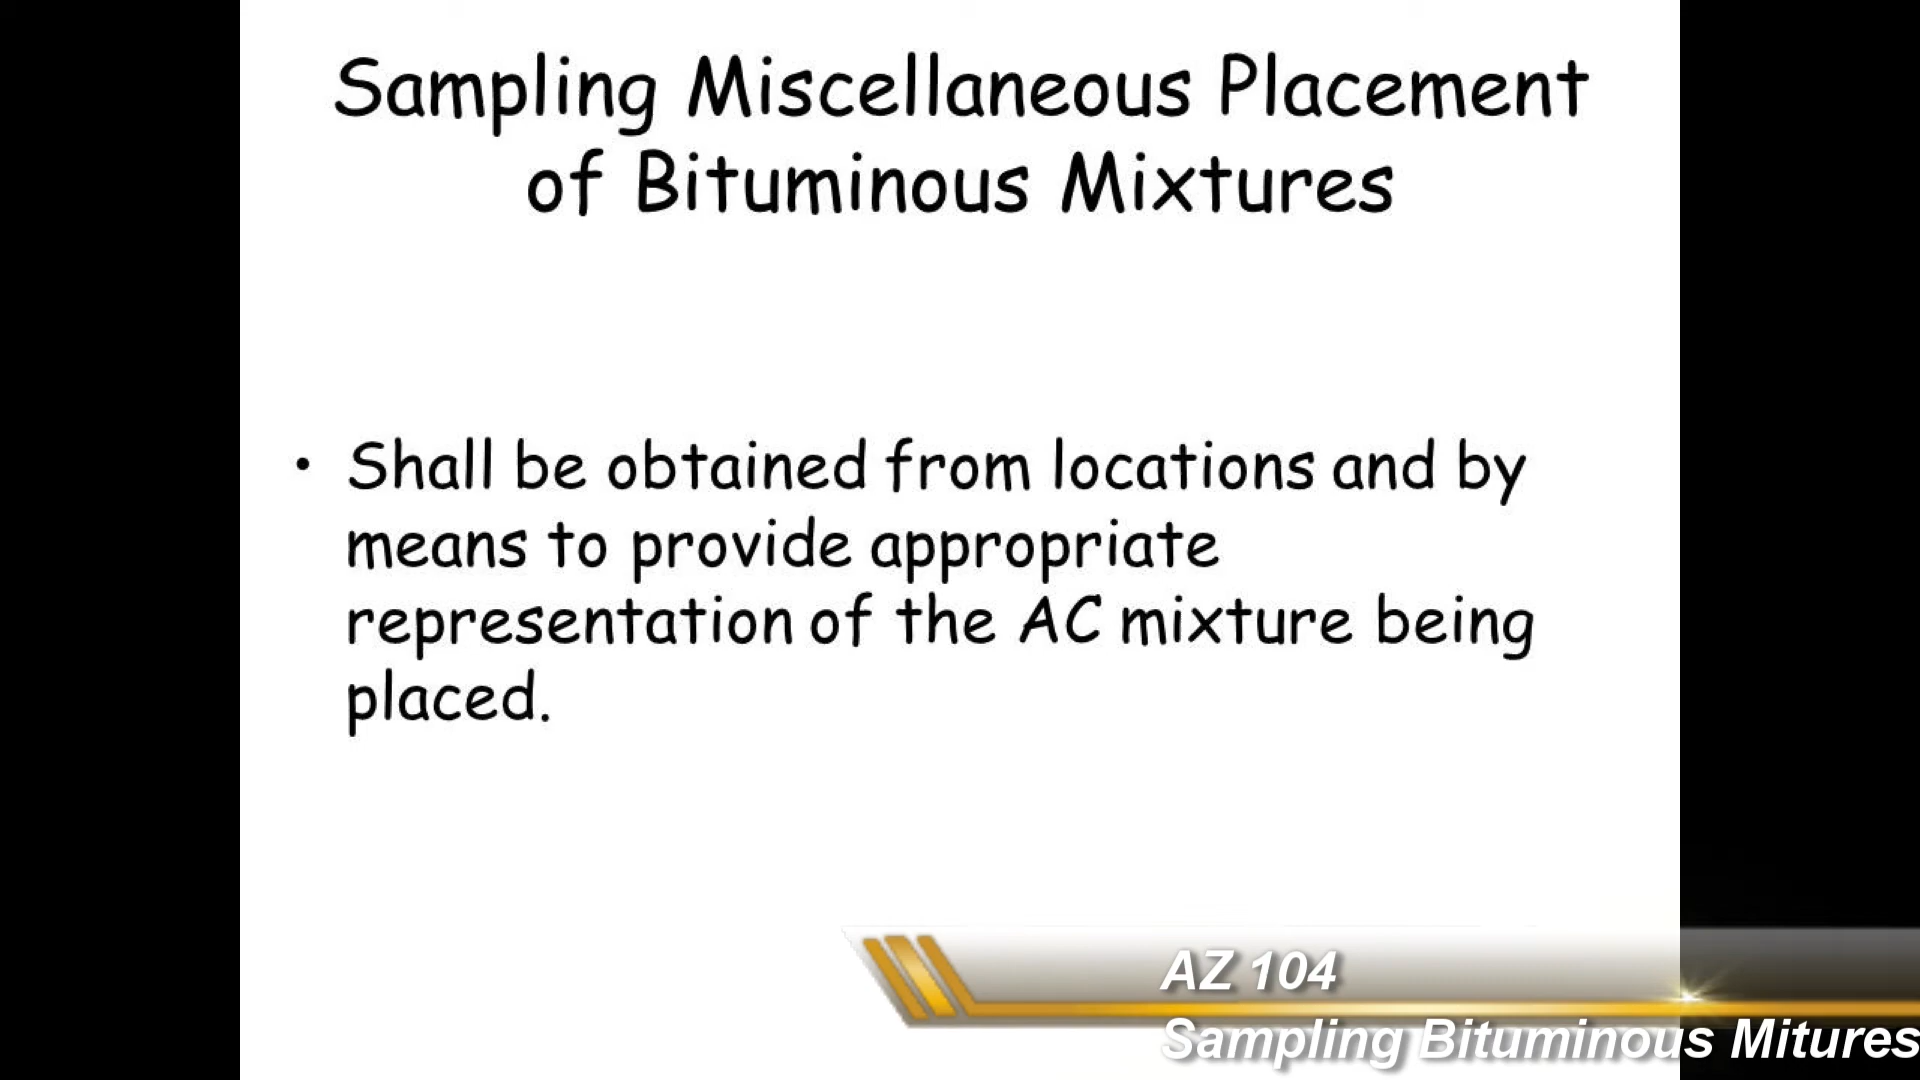 Sampling Miscellaneous Placement
of Bituminous Mixtures
• Shall be obtained from locations and by
means to provide appropriate
representation of the AC mixture being
placed.
AZ 104
Sampling Bituminous Mitures